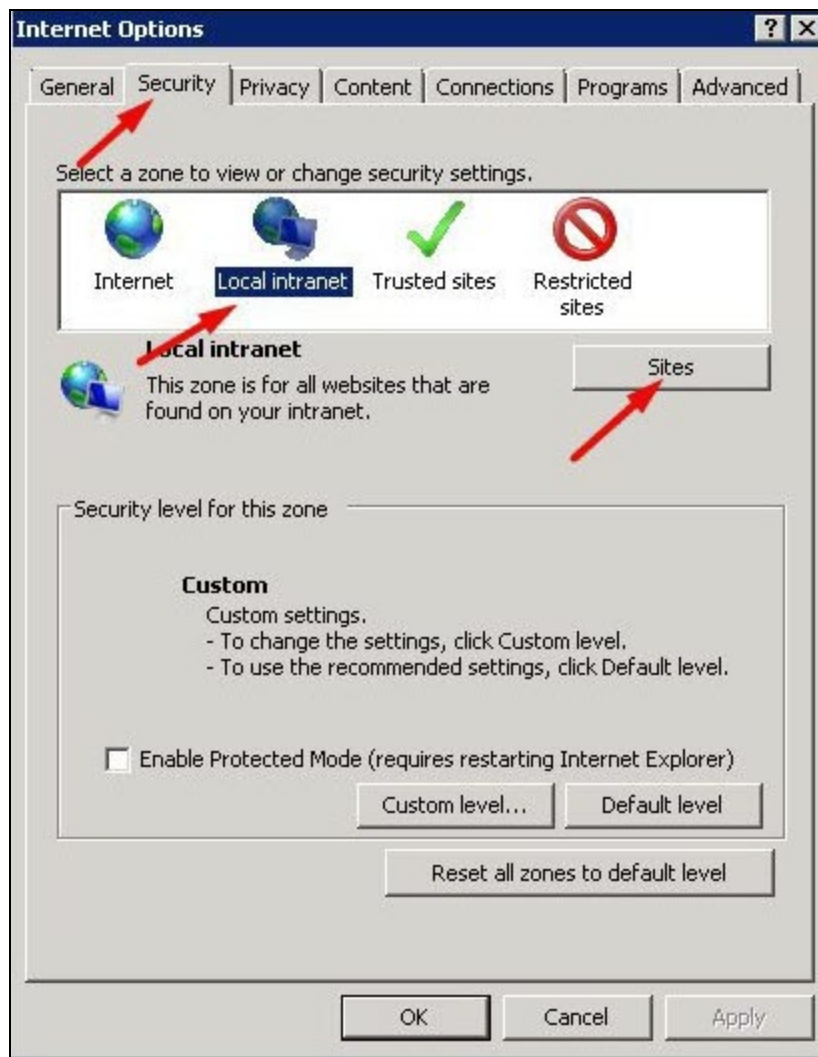 Internet Options
General Security Privacy Content Connections Programs Advanced
Select a zone to view or change security settings.
Internet Local intranet Trusted sites Restricted
sites
Local intranet
Sites
This zone is for all websites that are
found on your intranet.
Security level for this zone
Custom
Custom settings.
- To change the settings, click Custom level.
- To use the recommended settings, click Default level.
Enable Protected Mode (requires restarting Internet Explorer)
Custom level... Default level
Reset all zones to default level
OK Cancel Apply